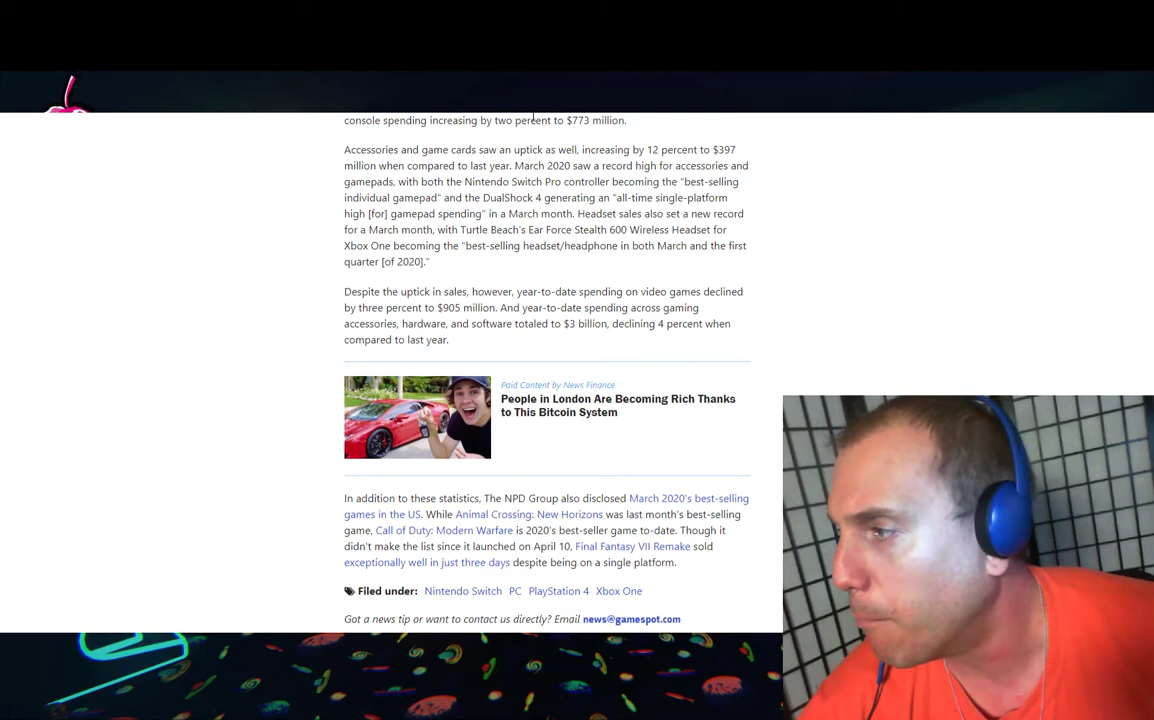 console spending increasing by two percent to $773 million.
Accessories and game cards saw an uptick as well, increasing by 12 percent to $397
million when compared to last year. March 2020 saw a record high for accessories and
gamepads, with both the Nintendo Switch Pro controller becoming the "best-selling
individual gamepad" and the DualShock 4 generating an "all-time single-platform
high [for] gamepad spending" in a March month. Headset sales also set a new record
for a March month, with Turtle Beach's Ear Force Stealth 600 Wireless Headset for
Xbox One becoming the "best-selling headset/headphone in both March and the first
quarter [of 2020]."
Despite the uptick in sales, however, year-to-date spending on video games declined
by three percent to $905 million. And year-to-date spending across gaming
accessories, hardware, and software totaled to $3 billion, declining 4 percent when
compared to last year.
Paid Content by News Finance
People in London Are Becoming Rich Thanks
to This Bitcoin System
In addition to these statistics, The NPD Group also disclosed March 2020's best-selling
games in the US. While Animal Crossing: New Horizons was last month's best-selling
game, Call of Duty: Modern Warfare is 2020's best-seller game to-date. Though it
didn't make the list since it launched on April 10, Final Fantasy VII Remake sold
exceptionally well in just three days despite being on a single platform.
Filed under: Nintendo Switch PC PlayStation 4 Xbox One
Got a news tip or want to contact us directly? Email news@gamespot.com